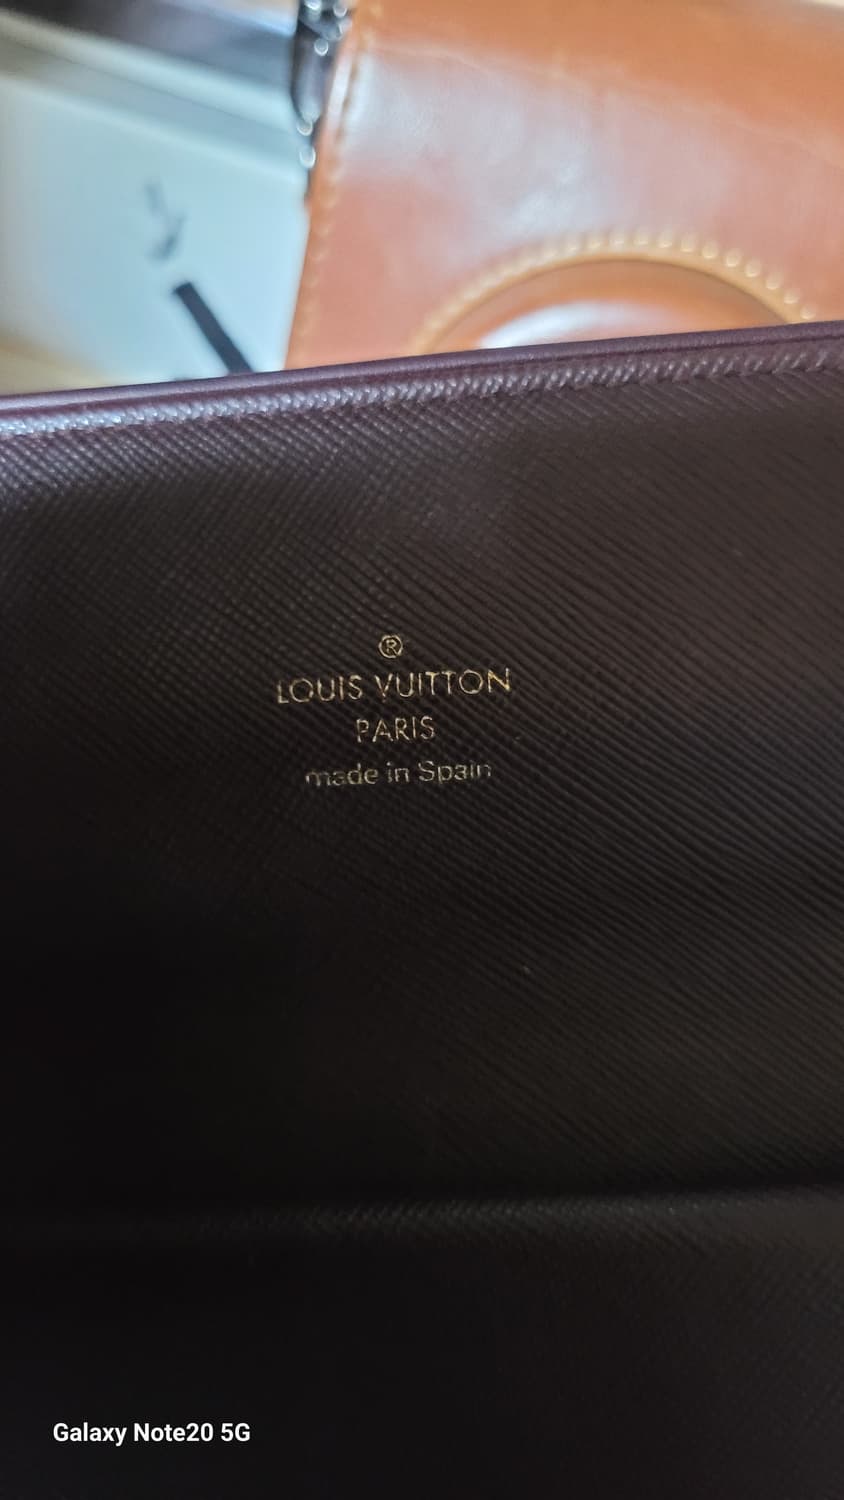 ®
LOUIS VUITTON
PARIS
made in Spain
Galaxy Note20 5G